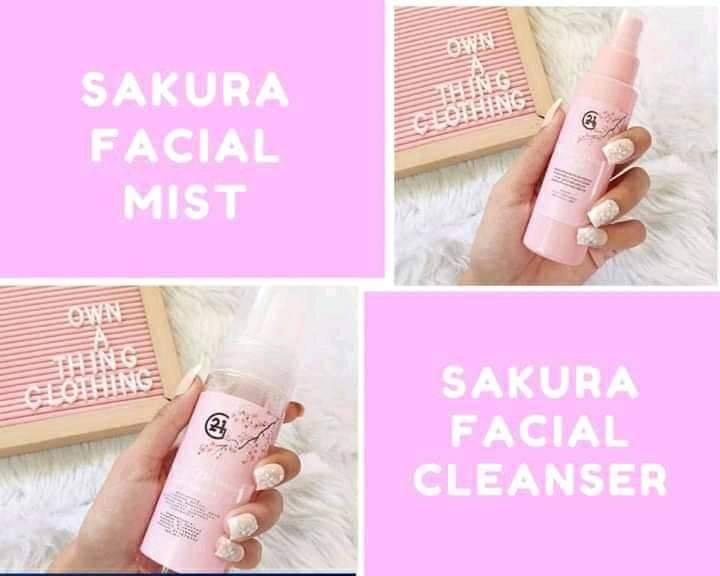 SAKURA
FACIAL
MIST
OWN
A
THING
CLOTHING
OWN
A
THING
CLOTHING
SAKURA
FACIAL
CLEANSER